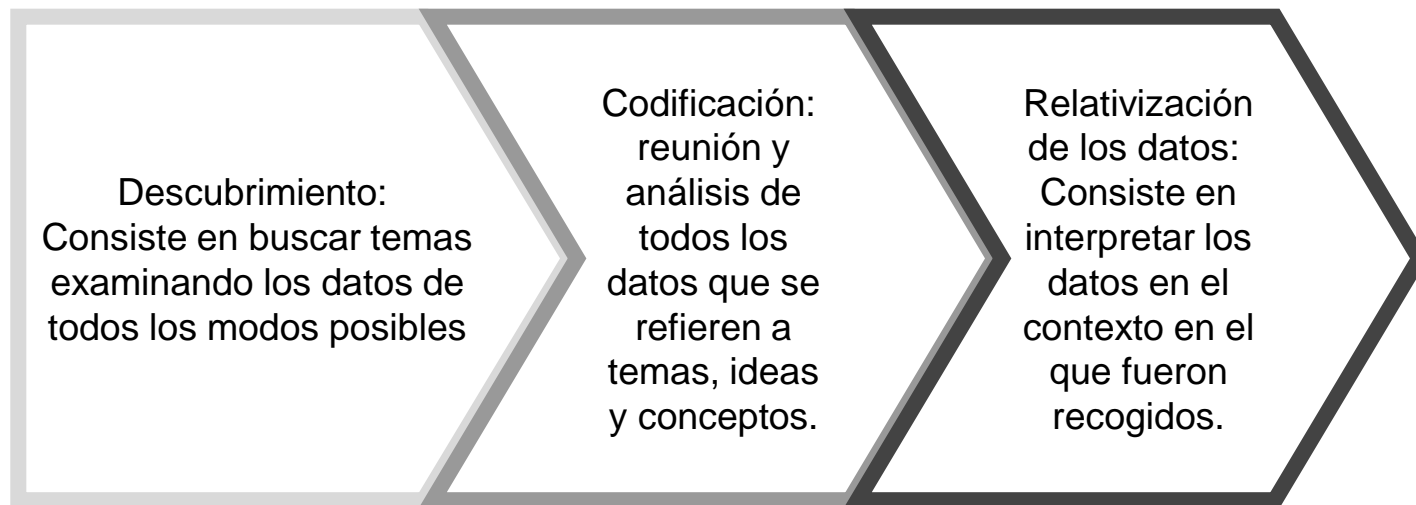 Descubrimiento:
Consiste en buscar temas
examinando los datos de
todos los modos posibles
Codificación:
reunión y
análisis de
todos los
datos que se
refieren a
temas, ideas
y conceptos.
Relativización
de los datos:
Consiste en
interpretar los
datos en el
contexto en el
que fueron
recogidos.